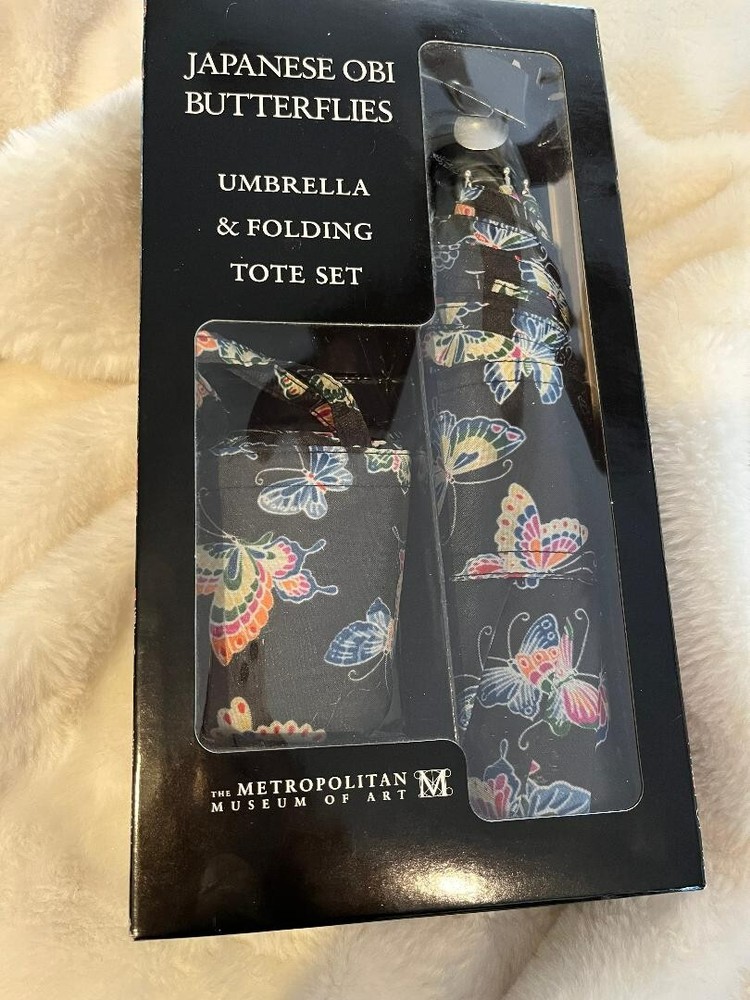 JAPANESE OBI
BUTTERFLIES
UMBRELLA
& FOLDING
TOTE SET
THE METROPOLITAN
MUSEUM OF ART
M